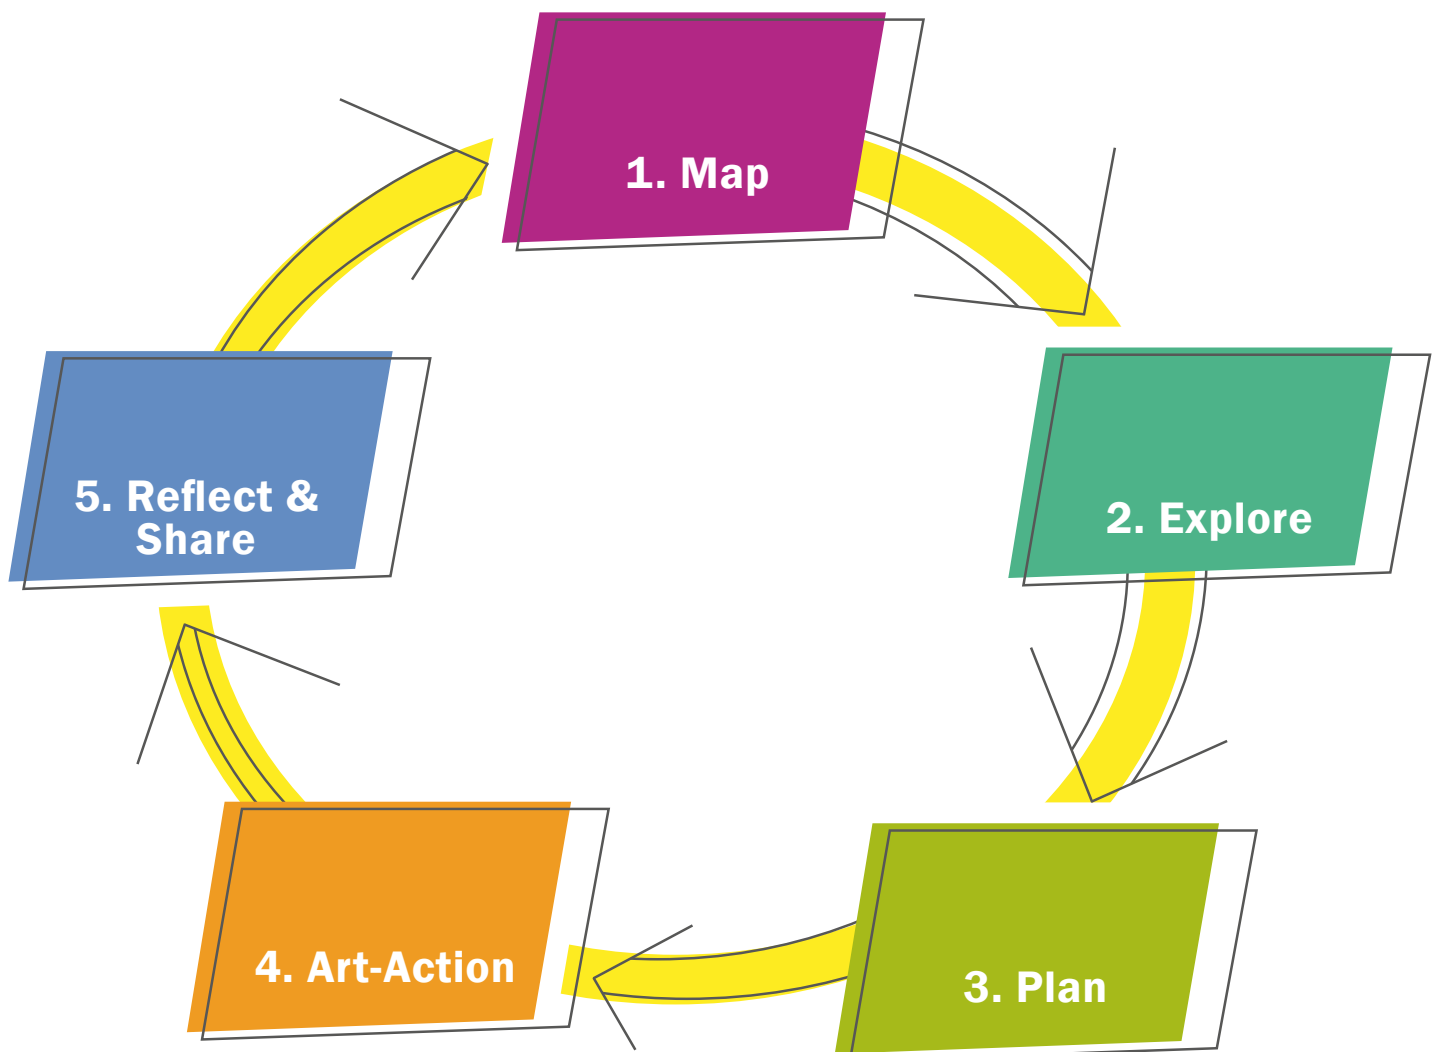 1. Map
2. Explore
3. Plan
4. Art-Action
5. Reflect &
Share